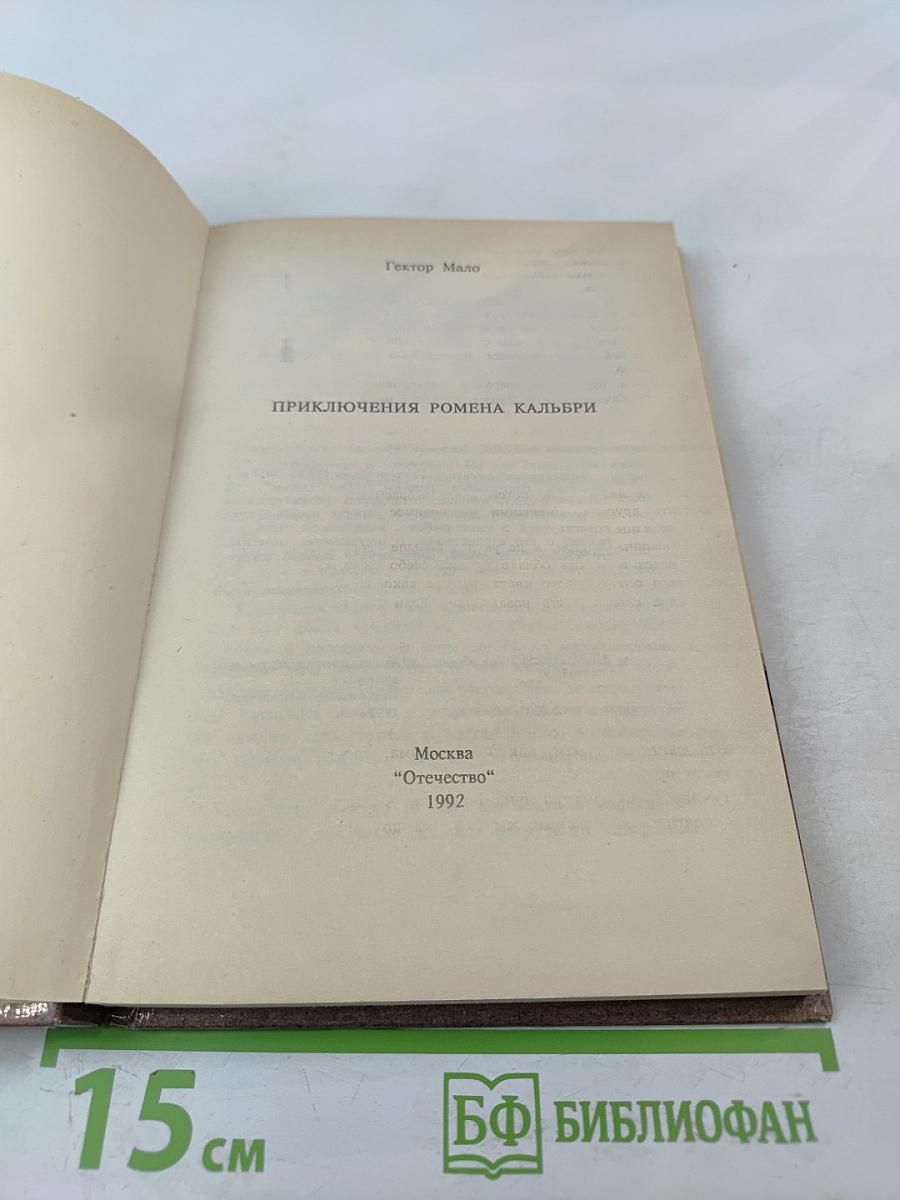 Гектор Мало
ПРИКЛЮЧЕНИЯ РОМЕНА КАЛЬБРИ
Москва
"Отечество"
1992
15 см
БФ БИБЛИОФАН